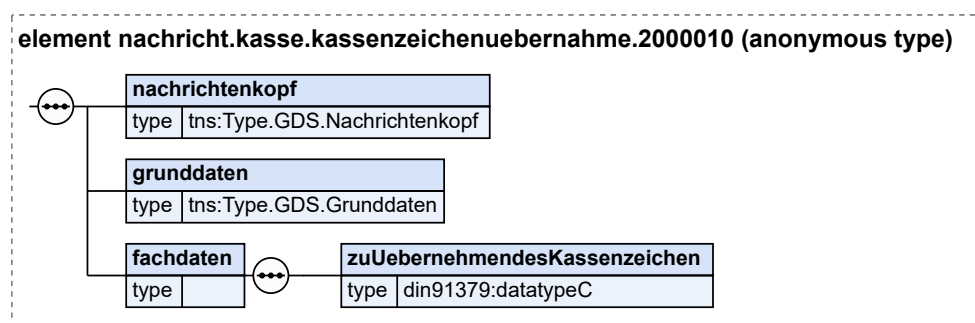 element nachricht.kasse.kassenzeichenuebernahme.2000010 (anonymous type)
nachrichtenkopf
type tns:Type.GDS.Nachrichtenkopf
grunddaten
type tns:Type.GDS.Grunddaten
fachdaten
type
zuUebernehmendesKassenzeichen
type din91379:datatypeC